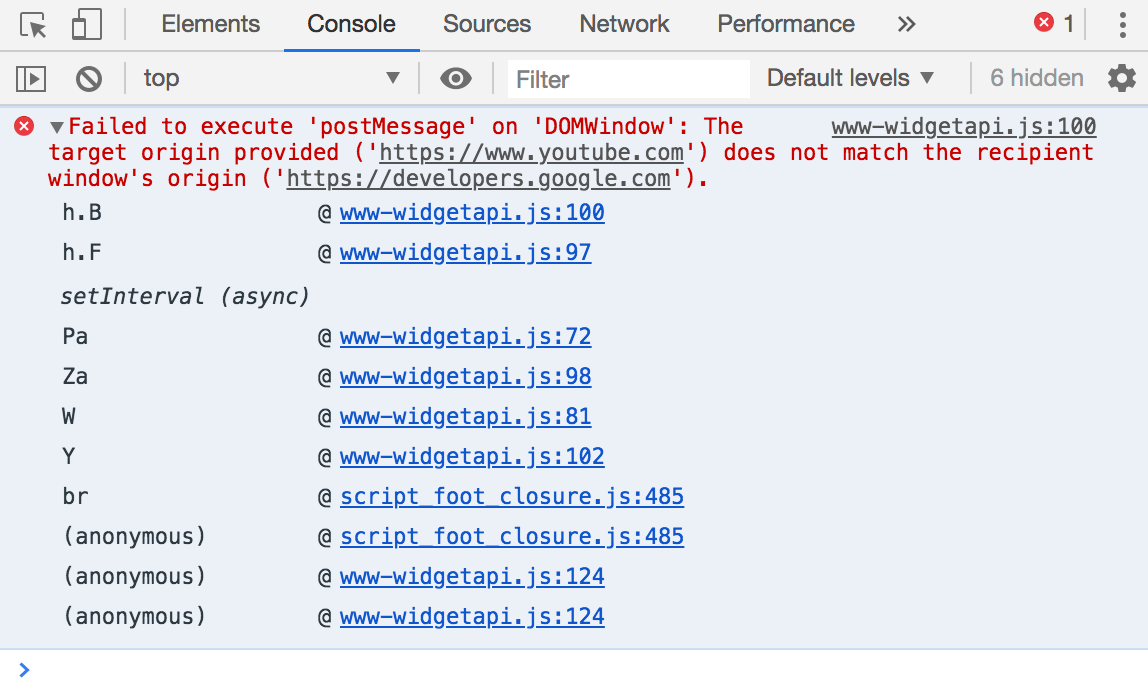 Elements Console Sources Network Performance » 1
top ▼ Filter Default levels ▼ 6 hidden
▼Failed to execute 'postMessage' on 'DOMWindow': The www-widgetapi.js:100
target origin provided ('https://www.youtube.com') does not match the recipient
window's origin ('https://developers.google.com').
h.B @ www-widgetapi.js:100
h.F @ www-widgetapi.js:97
setInterval (async)
Pa @ www-widgetapi.js:72
Za @ www-widgetapi.js:98
W @ www-widgetapi.js:81
Y @ www-widgetapi.js:102
br @ script_foot_closure.js:485
(anonymous) @ script_foot_closure.js:485
(anonymous) @ www-widgetapi.js:124
(anonymous) @ www-widgetapi.js:124
>